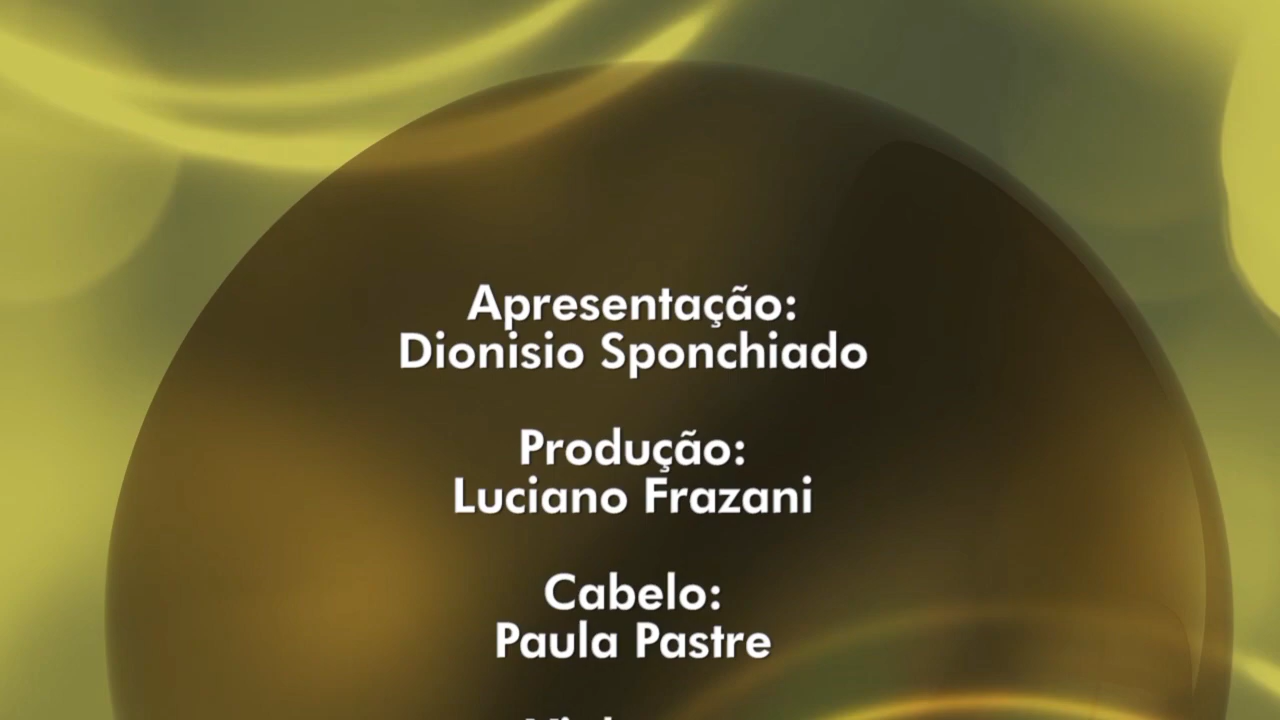 Apresentação:
Dionisio Sponchiado
Produção:
Luciano Frazani
Cabelo:
Paula Pastre